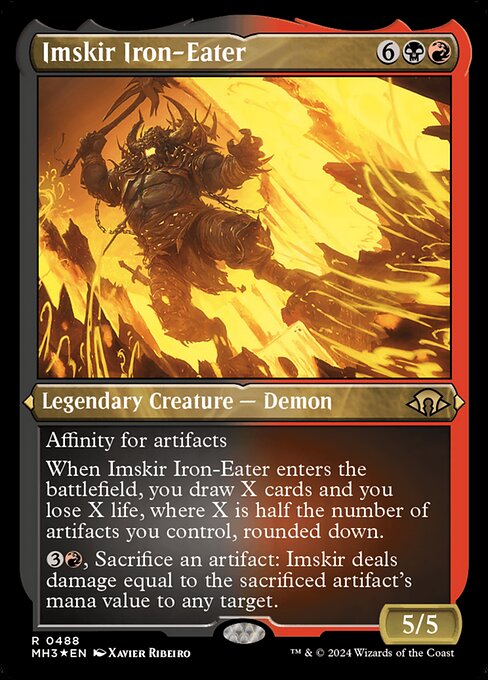 Imskir Iron-Eater 6
Legendary Creature — Demon
Affinity for artifacts
When Imskir Iron-Eater enters the
battlefield, you draw X cards and you
lose X life, where X is half the number of
artifacts you control, rounded down.
3, Sacrifice an artifact: Imskir deals
damage equal to the sacrificed artifact's
mana value to any target.
5/5
R 0488
MH3★EN Xavier Ribeiro
™ & © 2024 Wizards of the Coast